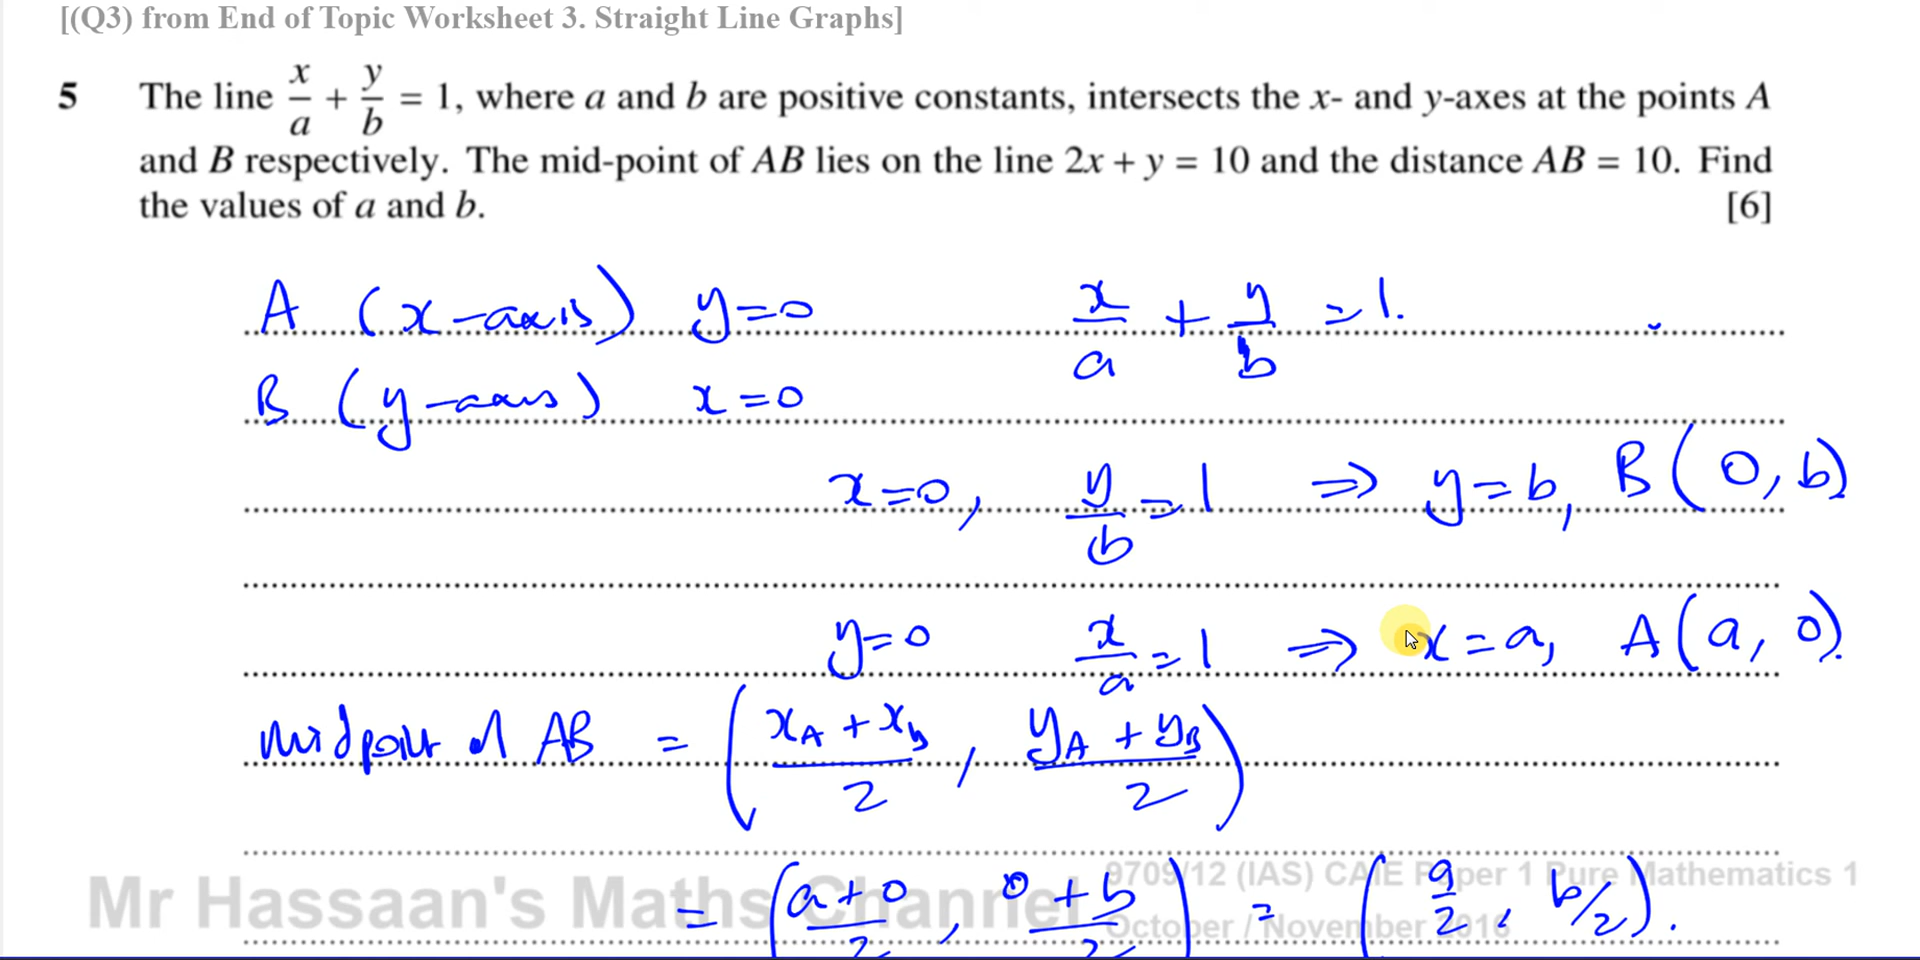 [(Q3) from End of Topic Worksheet 3. Straight Line Graphs]
5 The line x/a + y/b = 1, where a and b are positive constants, intersects the x- and y-axes at the points A
and B respectively. The mid-point of AB lies on the line 2x + y = 10 and the distance AB = 10. Find
the values of a and b. [6]
A (x-axis) y=0 x/a + y/b = 1.
B (y-axis) x=0
x=0, y/b = 1 ⇒ y=b, B(0, b)
y=0 x/a = 1 ⇒ x=a, A(a, 0).
Midpoint of AB = ( (x_A + x_B)/2 , (y_A + y_B)/2 )
= ( (a+0)/2 , (0+b)/2 ) = ( a/2 , b/2 ).
Mr Hassaan's Maths Channel
9709/12 (IAS) CAIE Paper 1 Pure Mathematics 1
October / November 2016